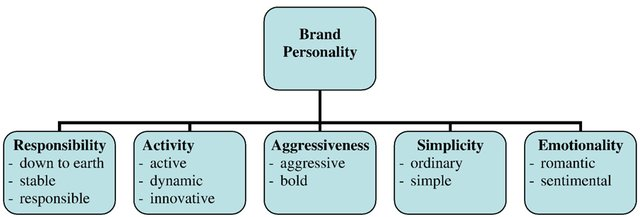 Brand
Personality
Responsibility
- down to earth
- stable
- responsible
Activity
- active
- dynamic
- innovative
Aggressiveness
- aggressive
- bold
Simplicity
- ordinary
- simple
Emotionality
- romantic
- sentimental